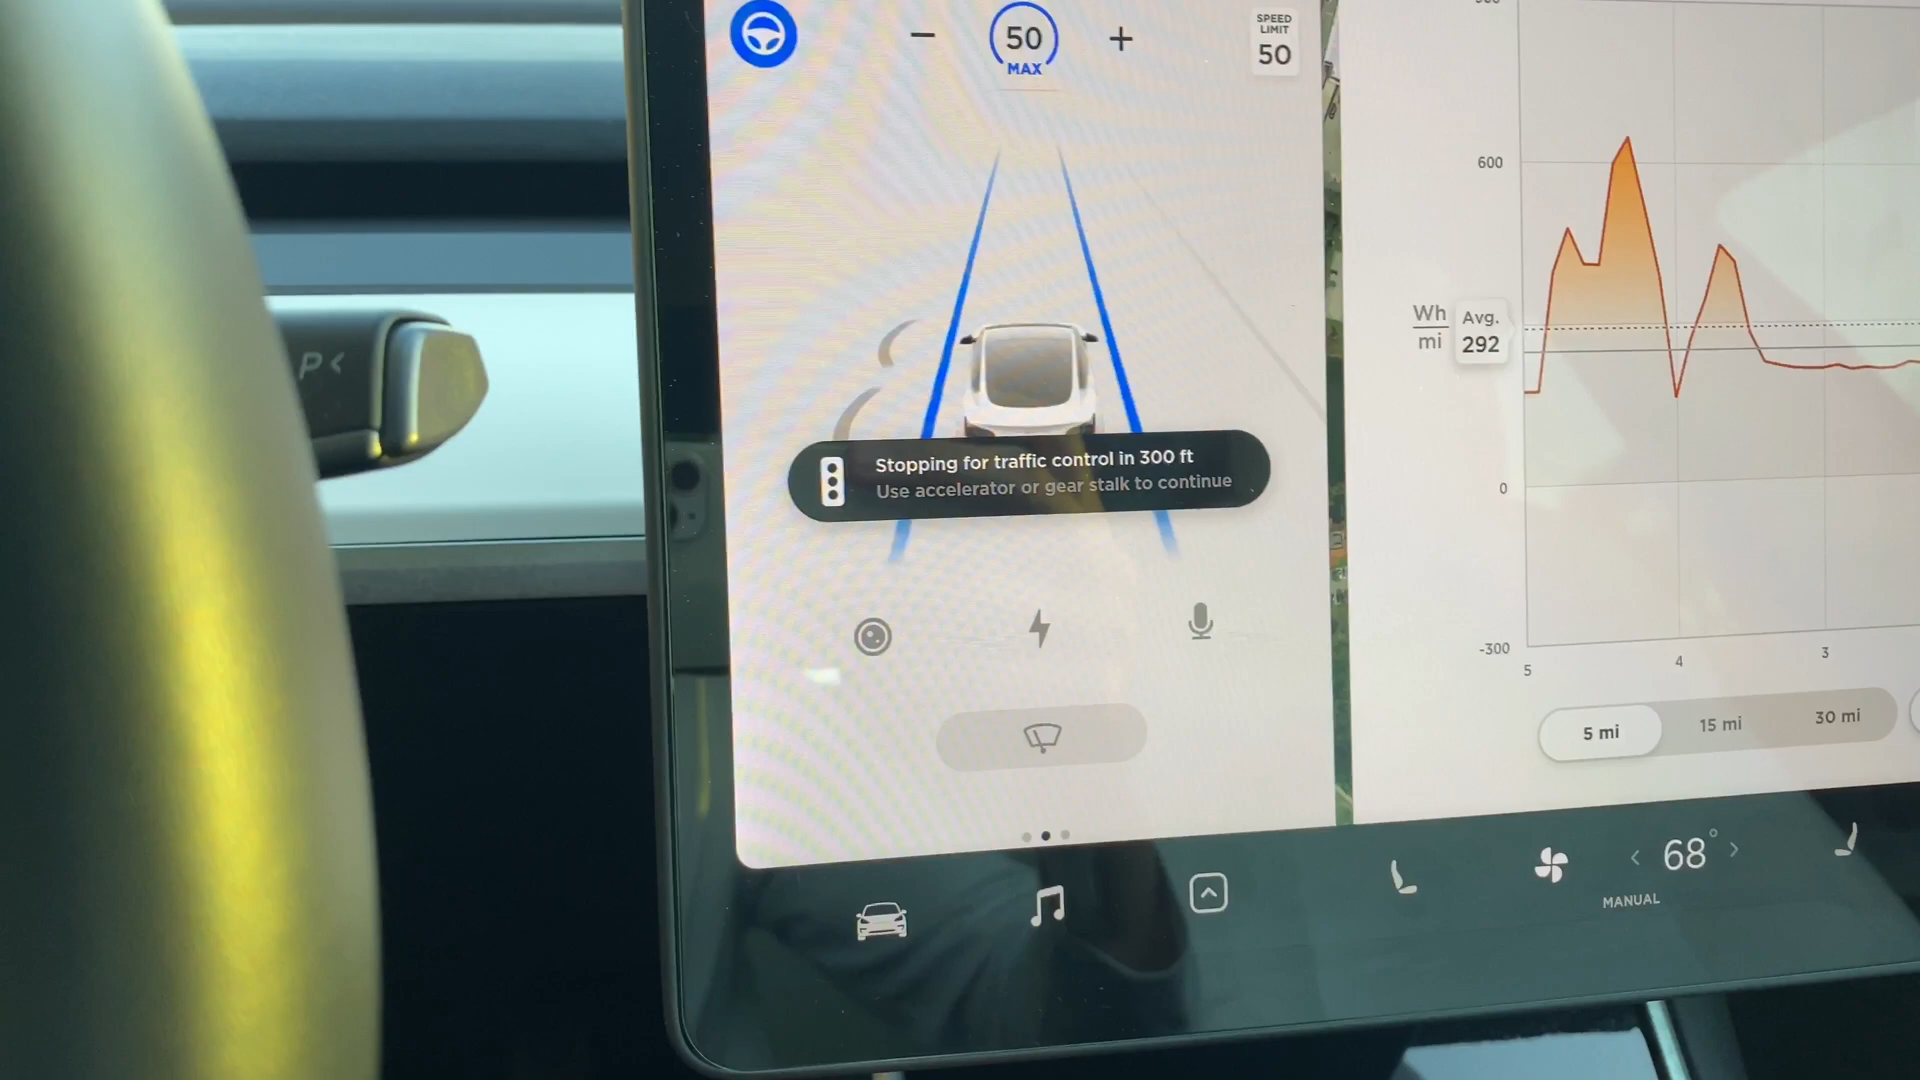 50
MAX
SPEED
LIMIT
50
P
Stopping for traffic control in 300 ft
Use accelerator or gear stalk to continue
600
Wh
mi
Avg.
292
0
-300
5
4
3
5 mi
15 mi
30 mi
68°
MANUAL